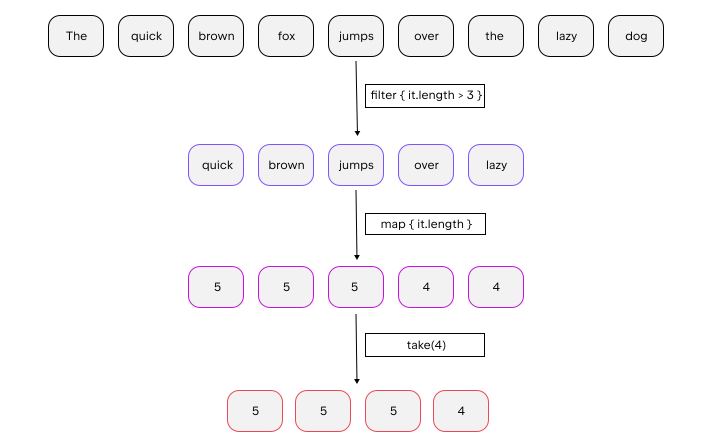 The quick brown fox jumps over the lazy dog
filter { it.length > 3 }
quick brown jumps over lazy
map { it.length }
5 5 5 4 4
take(4)
5 5 5 4